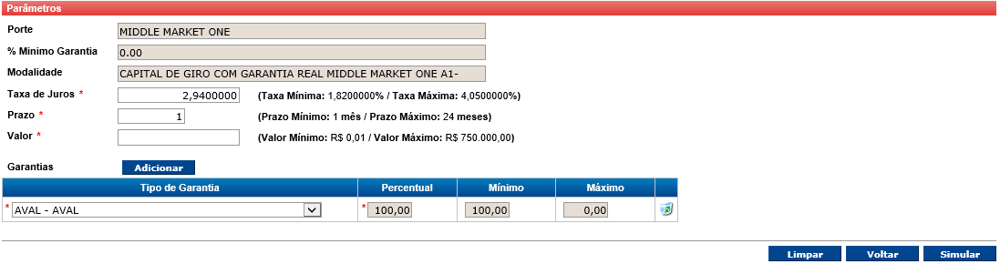 Parâmetros
Porte MIDDLE MARKET ONE
% Minimo Garantia 0.00
Modalidade CAPITAL DE GIRO COM GARANTIA REAL MIDDLE MARKET ONE A1-
Taxa de Juros * 2,9400000 (Taxa Mínima: 1,8200000% / Taxa Máxima: 4,0500000%)
Prazo * 1 (Prazo Mínimo: 1 mês / Prazo Máximo: 24 meses)
Valor * (Valor Mínimo: R$ 0,01 / Valor Máximo: R$ 750.000,00)
Garantias Adicionar
Tipo de Garantia Percentual Mínimo Máximo
* AVAL - AVAL * 100,00 100,00 0,00
Limpar Voltar Simular